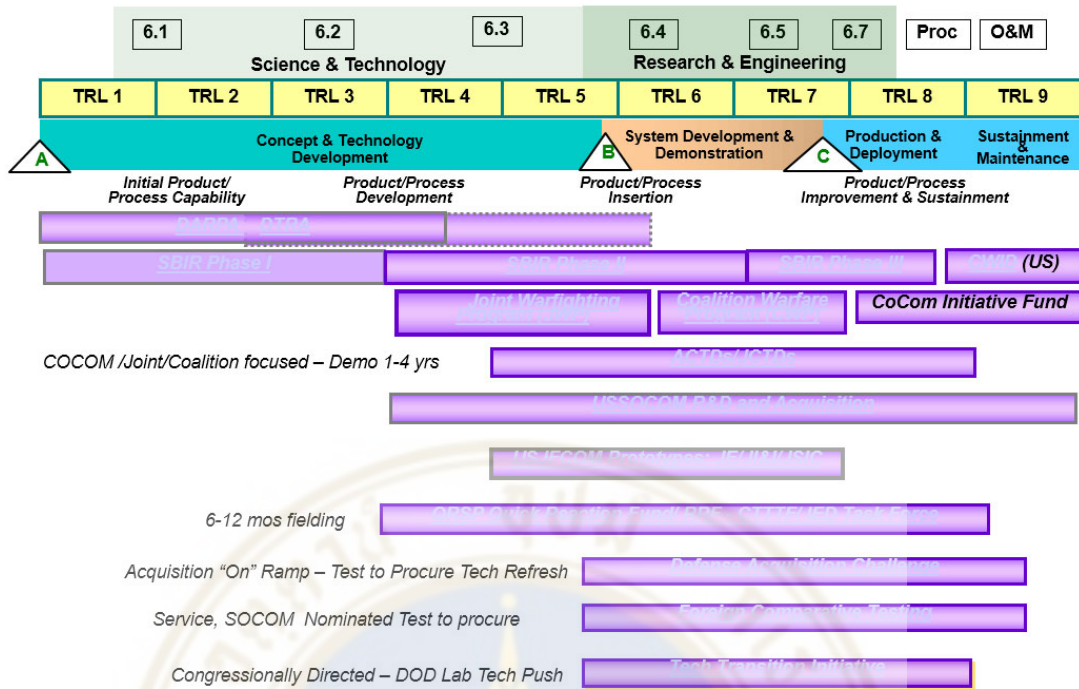 6.1 6.2 6.3 6.4 6.5 6.7 Proc O&M
Science & Technology
Research & Engineering
TRL 1 TRL 2 TRL 3 TRL 4 TRL 5 TRL 6 TRL 7 TRL 8 TRL 9
A
Concept & Technology
Development
B
System Development &
Demonstration
C
Production &
Deployment
Sustainment
&
Maintenance
Initial Product/
Process Capability
Product/Process
Development
Product/Process
Insertion
Product/Process
Improvement & Sustainment
DARPA DTRA
SBIR Phase I
SBIR Phase II
SBIR Phase III
(US)
Joint Warfighting
Coalition Warfare
CoCom Initiative Fund
COCOM /Joint/Coalition focused – Demo 1-4 yrs
ACTDs/JCTDs
USSOCOM R&D and Acquisition
6-12 mos fielding
Task Force
Acquisition “On” Ramp – Test to Procure Tech Refresh
Defense Acquisition Challenge
Service, SOCOM Nominated Test to procure
Foreign Comparative Testing
Congressionally Directed – DOD Lab Tech Push
Tech Transition Initiative